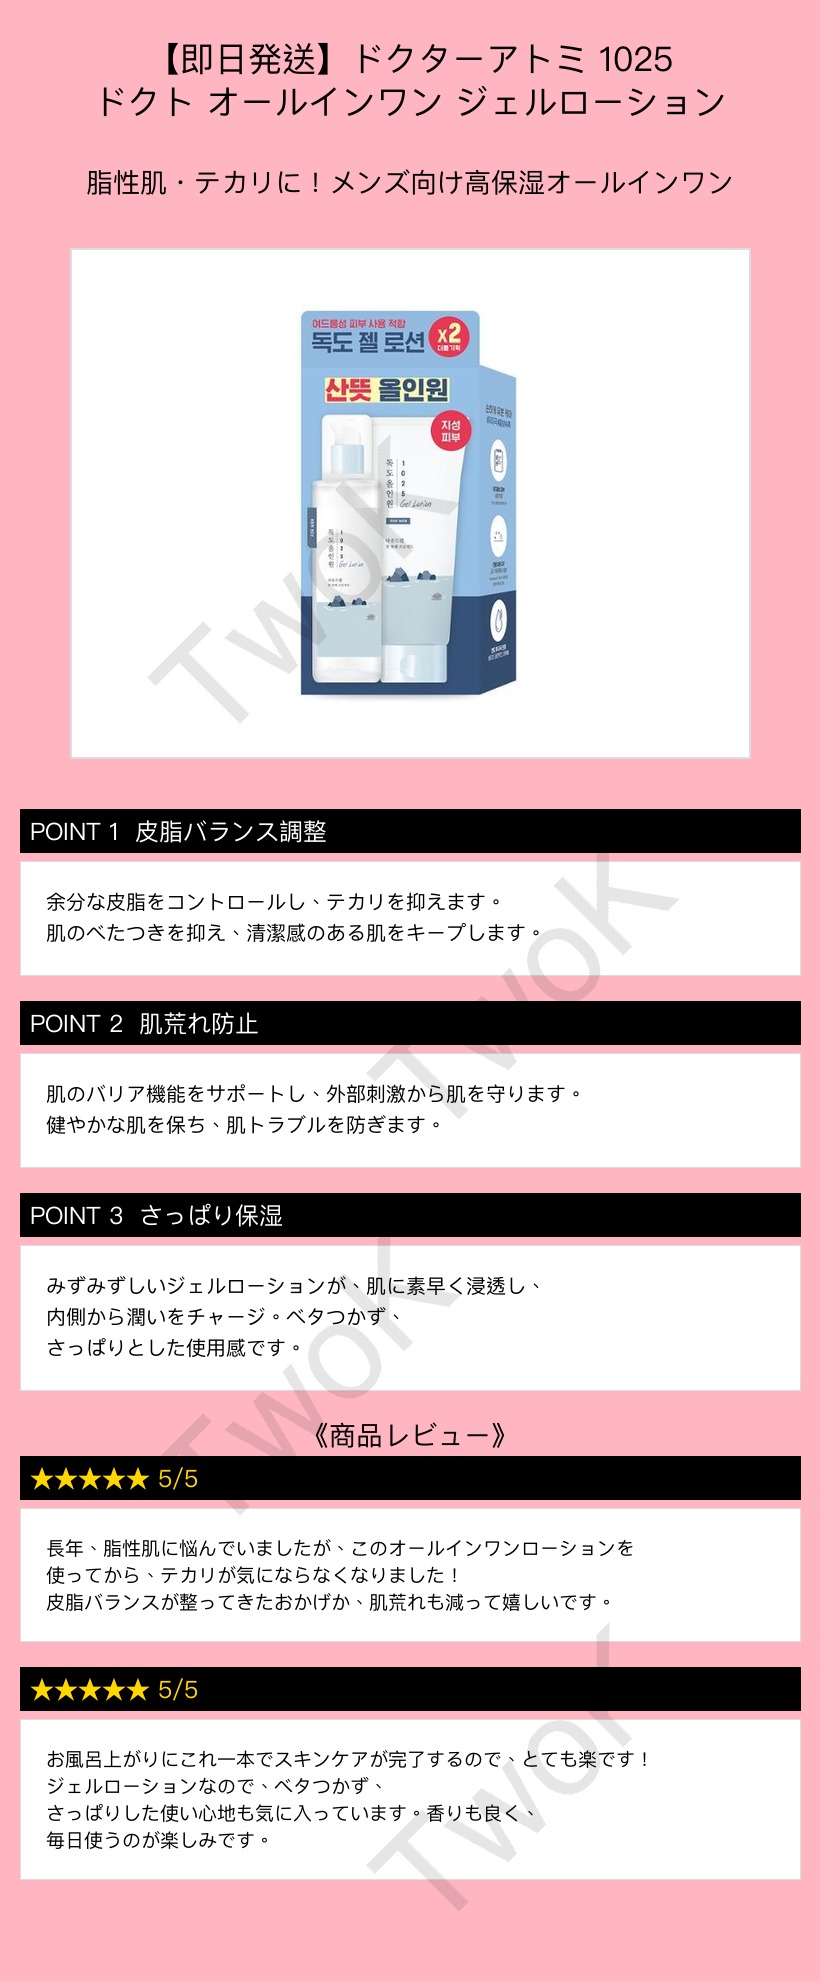 【即日発送】ドクターアトミ 1025
ドクト オールインワン ジェルローション
脂性肌・テカリに！メンズ向け高保湿オールインワン
여드름성 피부 사용 적합
독도 젤 로션
x2
더블기획
산뜻 올인원
지성
피부
독도올인원
1025
Gel Lotion
FOR MEN
독도올인원
1025
Gel Lotion
TwoK
POINT 1 皮脂バランス調整
余分な皮脂をコントロールし、テカリを抑えます。
肌のべたつきを抑え、清潔感のある肌をキープします。
TwoK
POINT 2 肌荒れ防止
肌のバリア機能をサポートし、外部刺激から肌を守ります。
健やかな肌を保ち、肌トラブルを防ぎます。
POINT 3 さっぱり保湿
みずみずしいジェルローションが、肌に素早く浸透し、
内側から潤いをチャージ。ベタつかず、
さっぱりとした使用感です。
TwoK
《商品レビュー》
★★★★★ 5/5
長年、脂性肌に悩んでいましたが、このオールインワンローションを
使ってから、テカリが気にならなくなりました！
皮脂バランスが整ってきたおかげか、肌荒れも減って嬉しいです。
★★★★★ 5/5
お風呂上がりにこれ一本でスキンケアが完了するので、とても楽です！
ジェルローションなので、ベタつかず、
さっぱりした使い心地も気に入っています。香りも良く、
毎日使うのが楽しみです。
TwoK